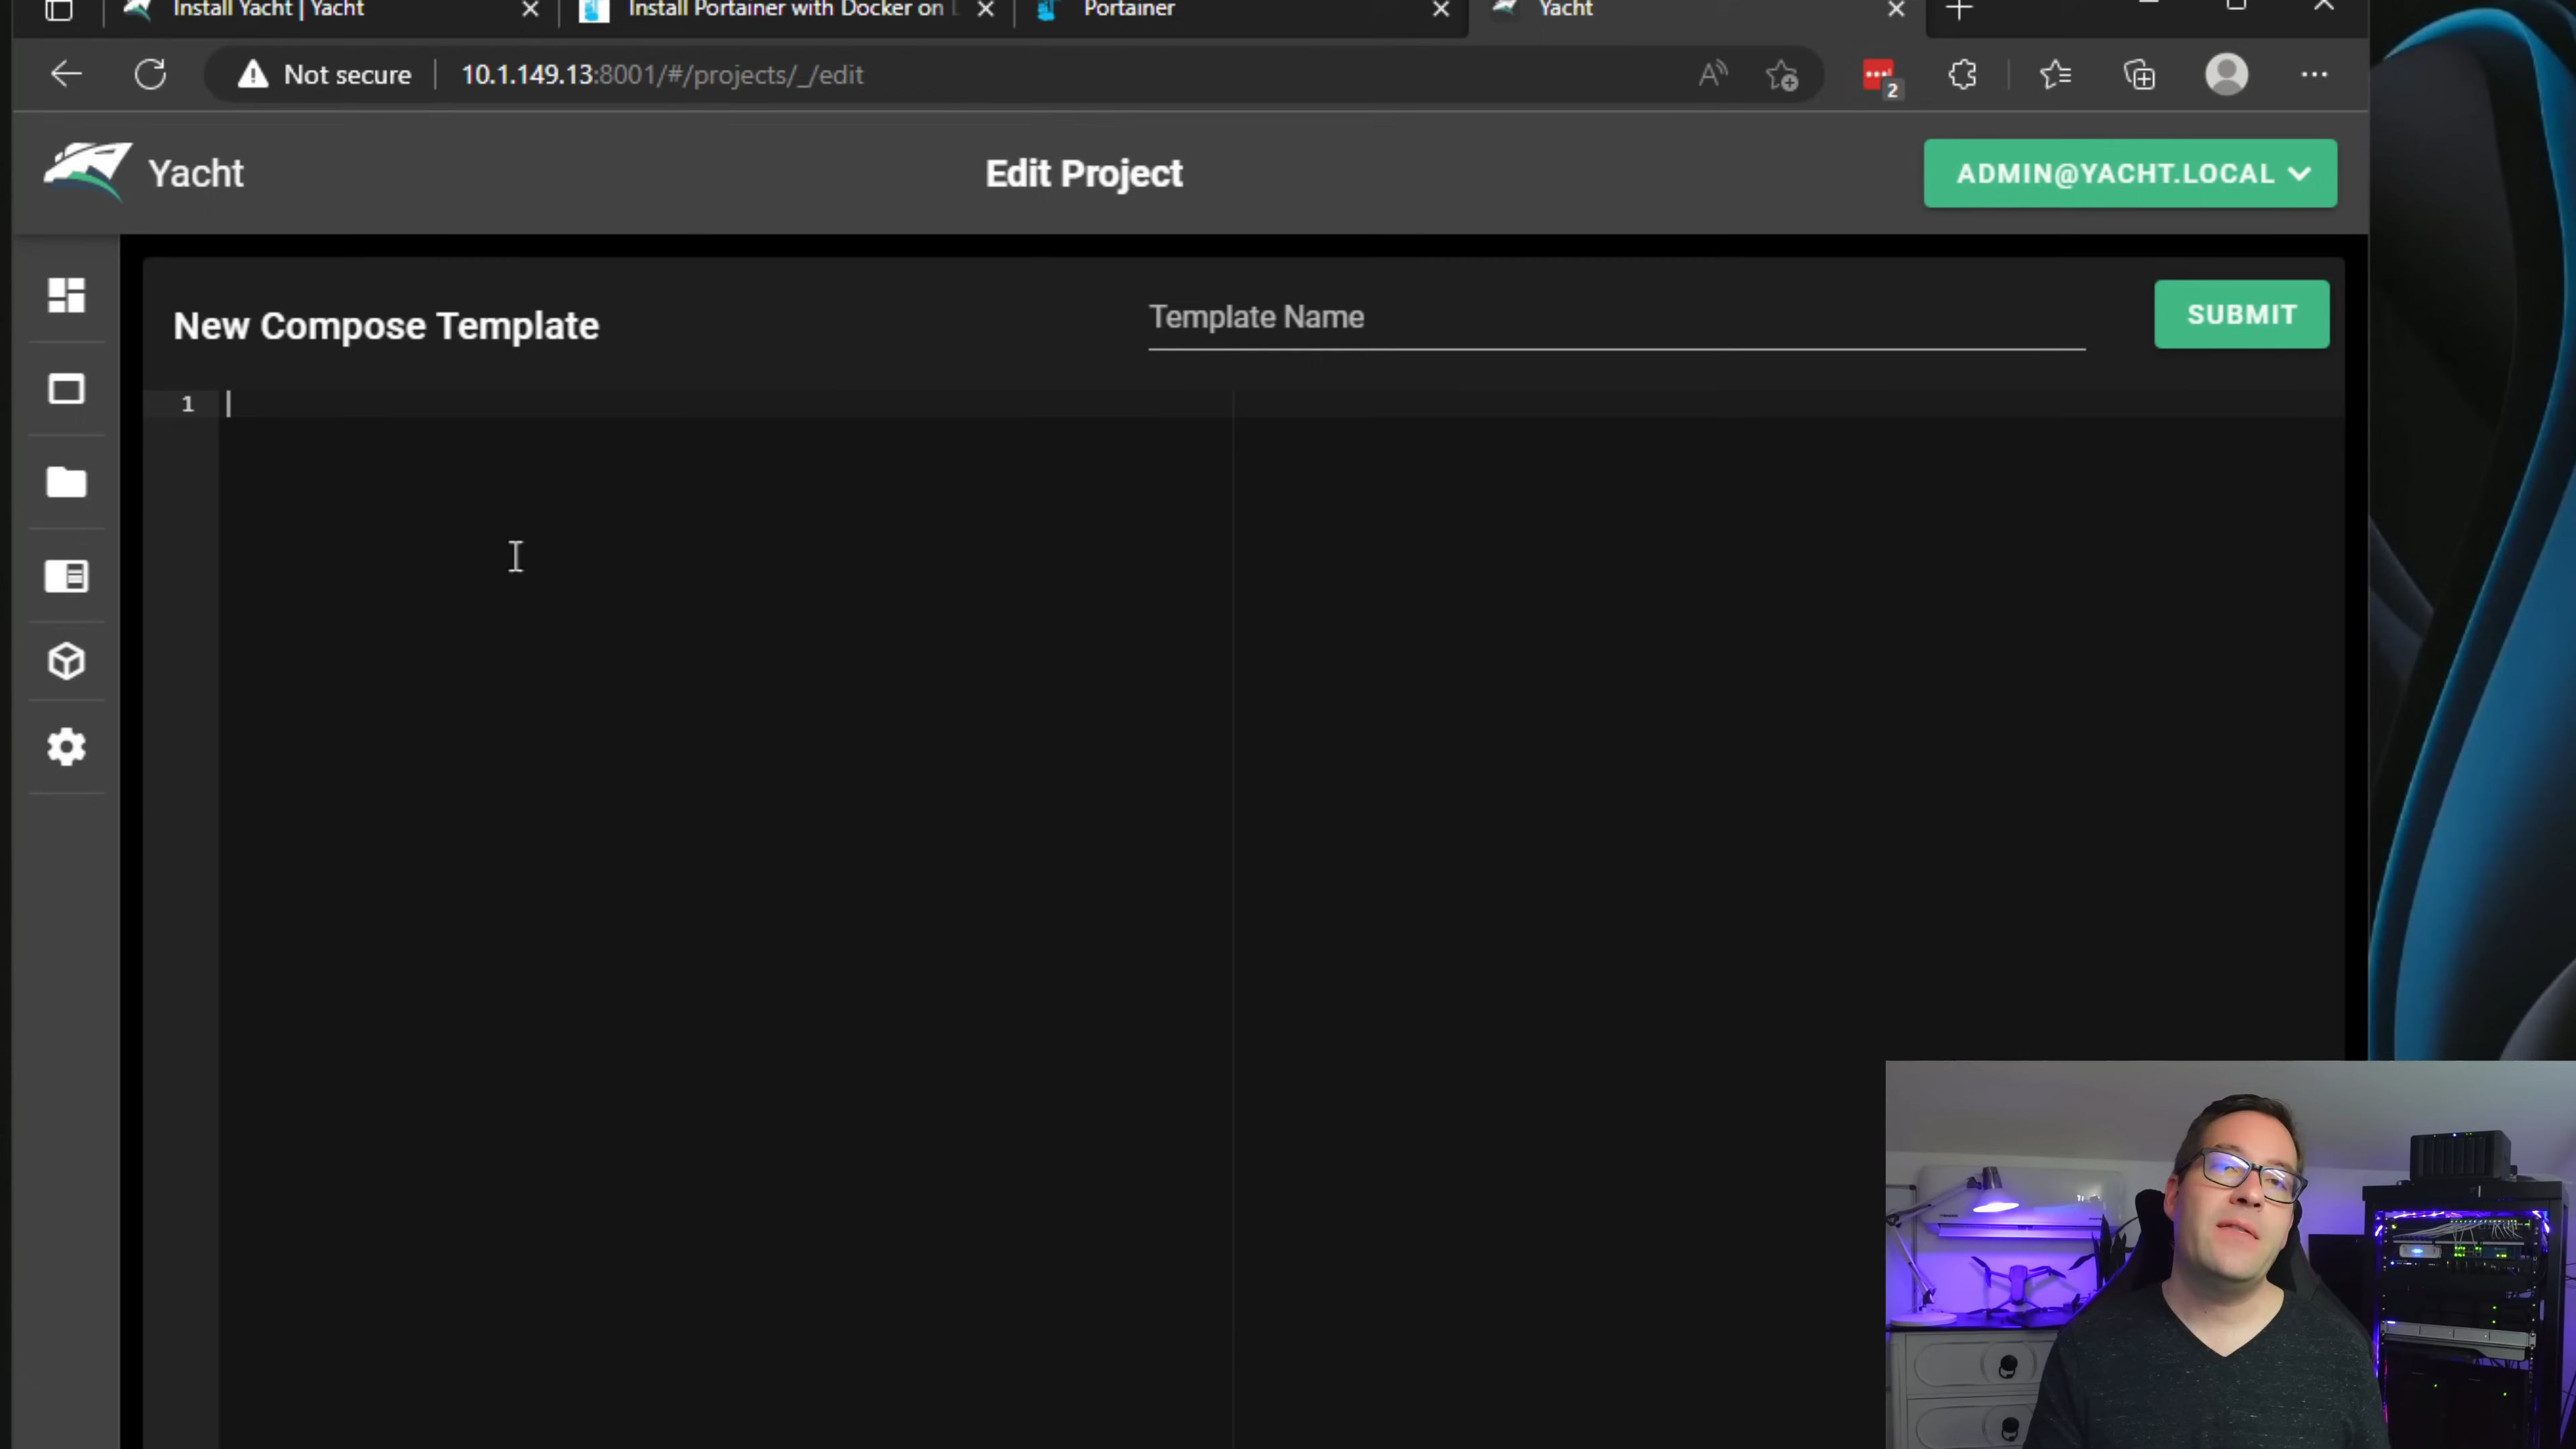 Install Yacht | Yacht
Install Portainer with Docker on
Portainer
Yacht
Not secure
10.1.149.13:8001/#/projects/_/edit
2
Yacht
Edit Project
ADMIN@YACHT.LOCAL
New Compose Template
Template Name
SUBMIT
1